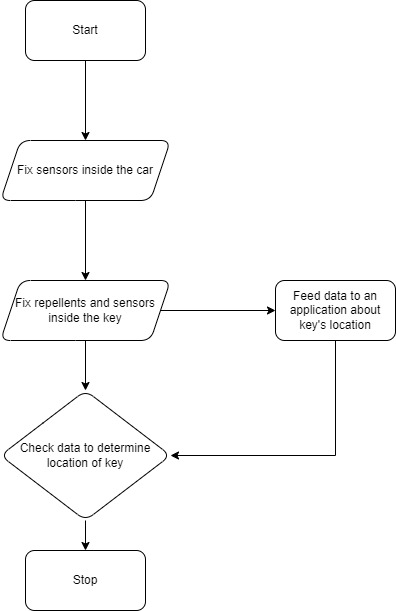 Start
Fix sensors inside the car
Fix repellents and sensors
inside the key
Feed data to an
application about
key's location
Check data to determine
location of key
Stop